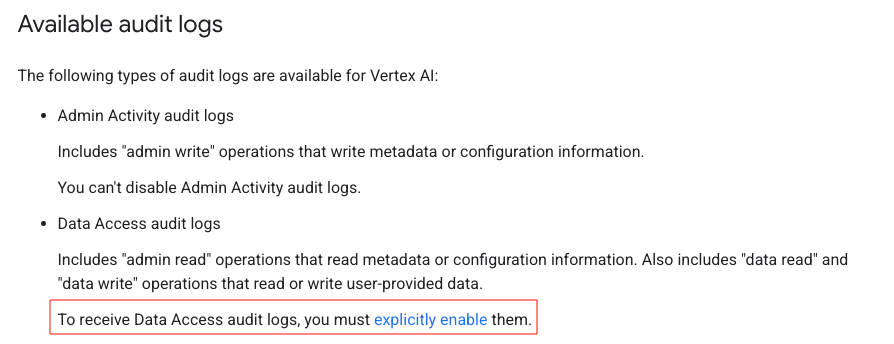 Available audit logs
The following types of audit logs are available for Vertex AI:
• Admin Activity audit logs
Includes "admin write" operations that write metadata or configuration information.
You can't disable Admin Activity audit logs.
• Data Access audit logs
Includes "admin read" operations that read metadata or configuration information. Also includes "data read" and
"data write" operations that read or write user-provided data.
To receive Data Access audit logs, you must explicitly enable them.